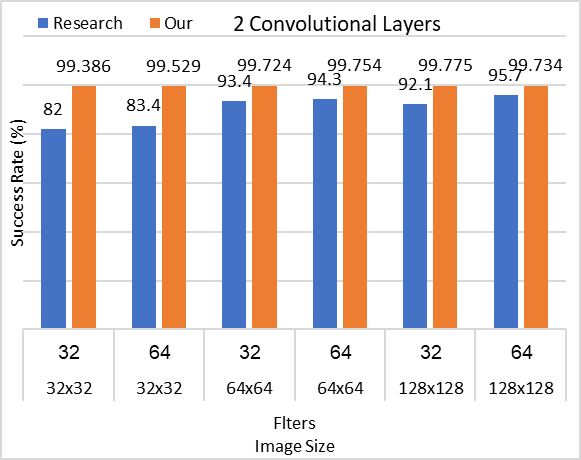 Research Our 2 Convolutional Layers
99.386 99.529 99.724 99.754 99.775 99.734
82 83.4 93.4 94.3 92.1 95.7
Success Rate (%)
32 64 32 64 32 64
32x32 32x32 64x64 64x64 128x128 128x128
Flters
Image Size